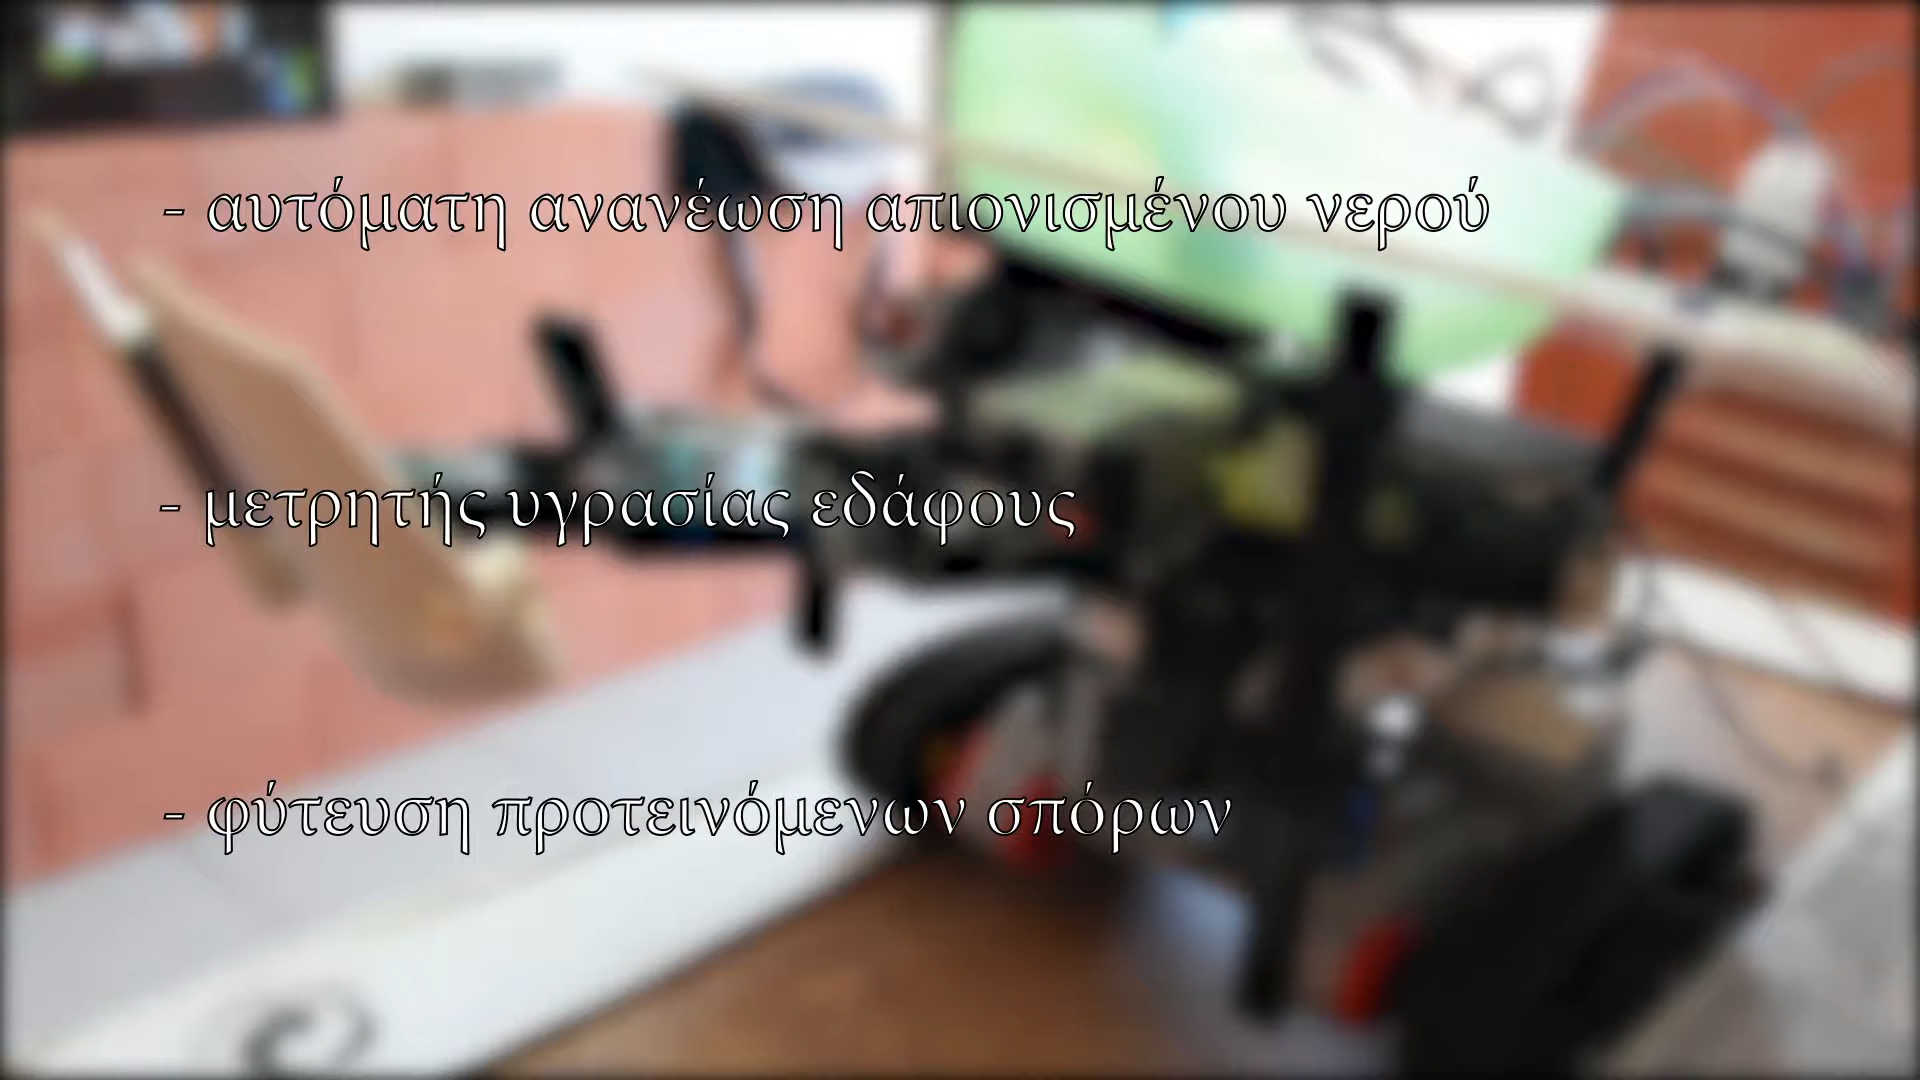 - αυτόματη ανανέωση απιονισμένου νερού
- μετρητής υγρασίας εδάφους
- φύτευση προτεινόμενων σπόρων